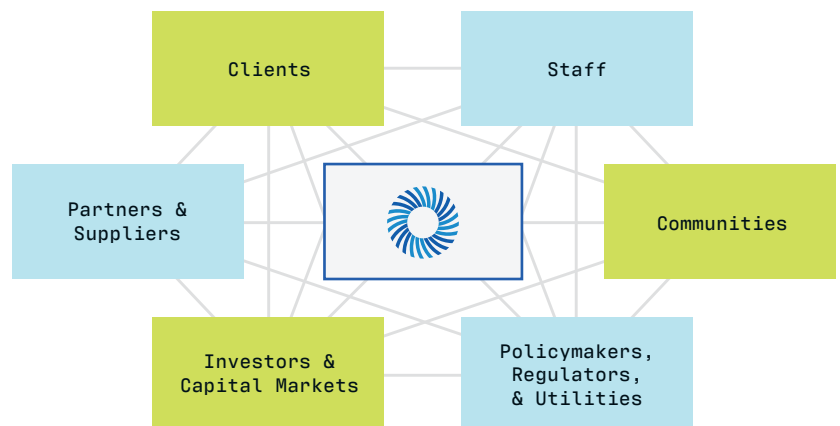 Clients
Staff
Partners &
Suppliers
Communities
Investors &
Capital Markets
Policymakers,
Regulators,
& Utilities